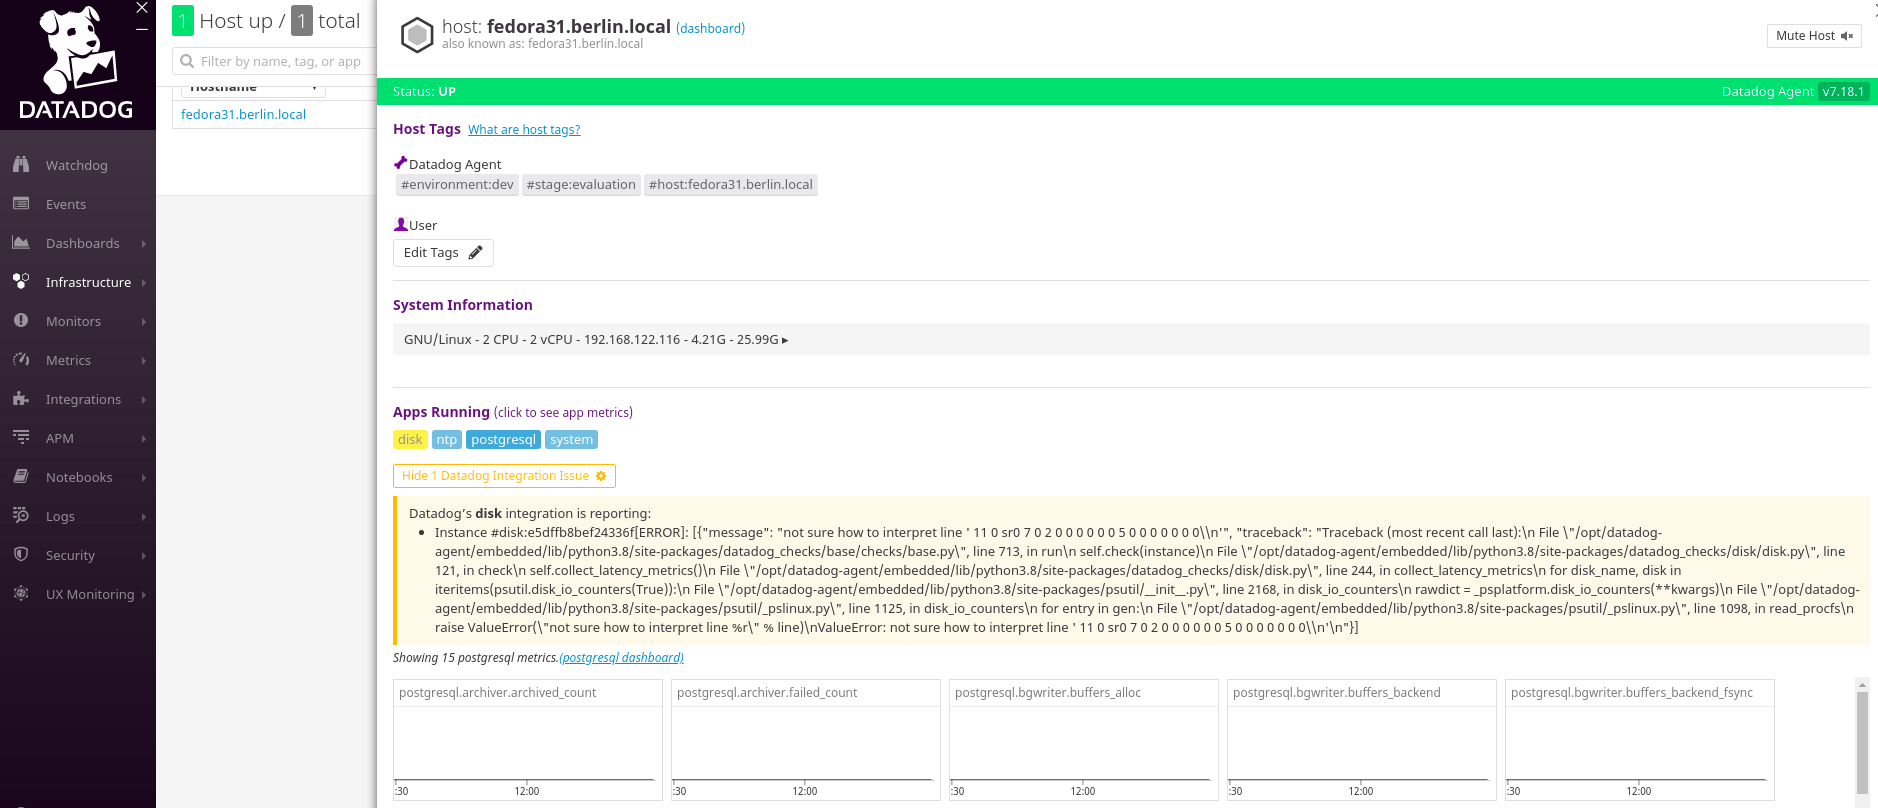 DATADOG
Watchdog
Events
Dashboards
Infrastructure
Monitors
Metrics
Integrations
APM
Notebooks
Logs
Security
UX Monitoring
1 Host up / 1 total
Filter by name, tag, or app
Hostname
fedora31.berlin.local
host: fedora31.berlin.local (dashboard)
also known as: fedora31.berlin.local
Mute Host
Status: UP
Datadog Agent v7.18.1
Host Tags What are host tags?
Datadog Agent
#environment:dev #stage:evaluation #host:fedora31.berlin.local
User
Edit Tags
System Information
GNU/Linux - 2 CPU - 2 vCPU - 192.168.122.116 - 4.21G - 25.99G ▸
Apps Running (click to see app metrics)
disk ntp postgresql system
Hide 1 Datadog Integration Issue
Datadog’s disk integration is reporting:
• Instance #disk:e5dffb8bef24336f[ERROR]: [{"message": "not sure how to interpret line ' 11 0 sr0 7 0 2 0 0 0 0 0 0 5 0 0 0 0 0 0 0\\n'", "traceback": "Traceback (most recent call last):\n File \"/opt/datadog-
agent/embedded/lib/python3.8/site-packages/datadog_checks/base/checks/base.py\", line 713, in run\n self.check(instance)\n File \"/opt/datadog-agent/embedded/lib/python3.8/site-packages/datadog_checks/disk/disk.py\", line
121, in check\n self.collect_latency_metrics()\n File \"/opt/datadog-agent/embedded/lib/python3.8/site-packages/datadog_checks/disk/disk.py\", line 244, in collect_latency_metrics\n for disk_name, disk in
iteritems(psutil.disk_io_counters(True)):\n File \"/opt/datadog-agent/embedded/lib/python3.8/site-packages/psutil/__init__.py\", line 2168, in disk_io_counters\n rawdict = _psplatform.disk_io_counters(**kwargs)\n File \"/opt/datadog-
agent/embedded/lib/python3.8/site-packages/psutil/_pslinux.py\", line 1125, in disk_io_counters\n for entry in gen:\n File \"/opt/datadog-agent/embedded/lib/python3.8/site-packages/psutil/_pslinux.py\", line 1098, in read_procfs\n
raise ValueError(\"not sure how to interpret line %r\" % line)\nValueError: not sure how to interpret line ' 11 0 sr0 7 0 2 0 0 0 0 0 0 5 0 0 0 0 0 0 0\\n'\n"}]
Showing 15 postgresql metrics.(postgresql dashboard)
postgresql.archiver.archived_count
:30 12:00
postgresql.archiver.failed_count
:30 12:00
postgresql.bgwriter.buffers_alloc
:30 12:00
postgresql.bgwriter.buffers_backend
:30 12:00
postgresql.bgwriter.buffers_backend_fsync
:30 12:00